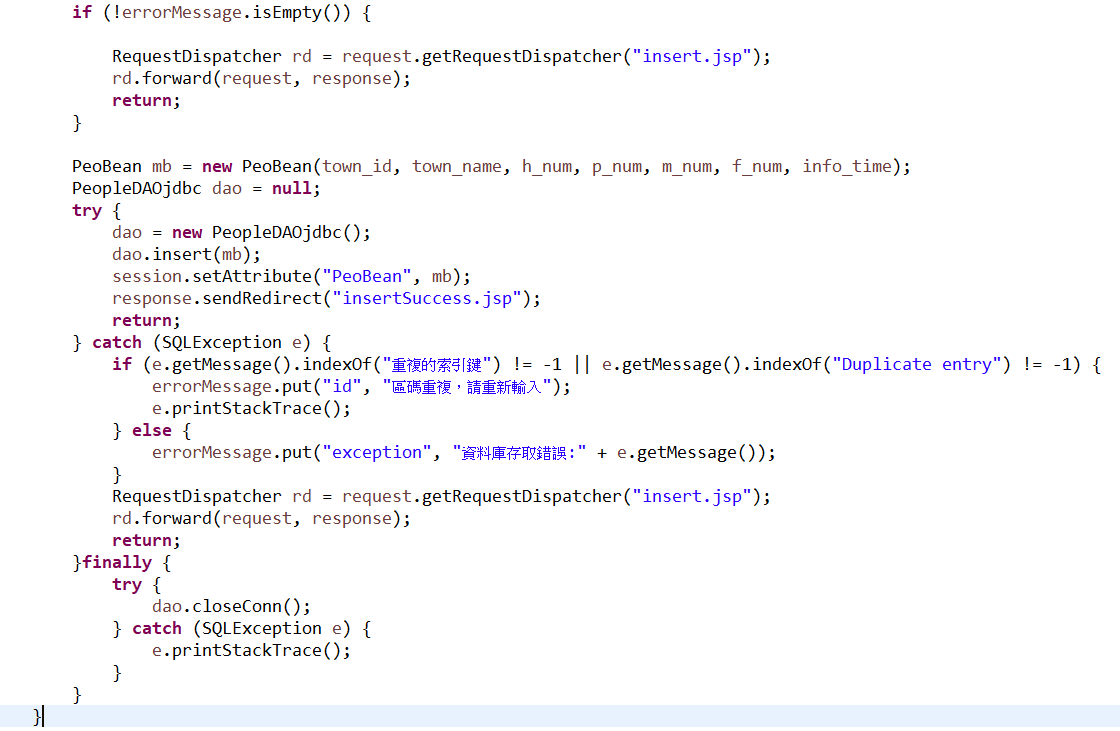 if (!errorMessage.isEmpty()) {
RequestDispatcher rd = request.getRequestDispatcher("insert.jsp");
rd.forward(request, response);
return;
}
PeoBean mb = new PeoBean(town_id, town_name, h_num, p_num, m_num, f_num, info_time);
PeopleDAOjdbc dao = null;
try {
dao = new PeopleDAOjdbc();
dao.insert(mb);
session.setAttribute("PeoBean", mb);
response.sendRedirect("insertSuccess.jsp");
return;
} catch (SQLException e) {
if (e.getMessage().indexOf("重複的索引鍵") != -1 || e.getMessage().indexOf("Duplicate entry") != -1) {
errorMessage.put("id", "區碼重複，請重新輸入");
e.printStackTrace();
} else {
errorMessage.put("exception", "資料庫存取錯誤:" + e.getMessage());
}
RequestDispatcher rd = request.getRequestDispatcher("insert.jsp");
rd.forward(request, response);
return;
}finally {
try {
dao.closeConn();
} catch (SQLException e) {
e.printStackTrace();
}
}
}